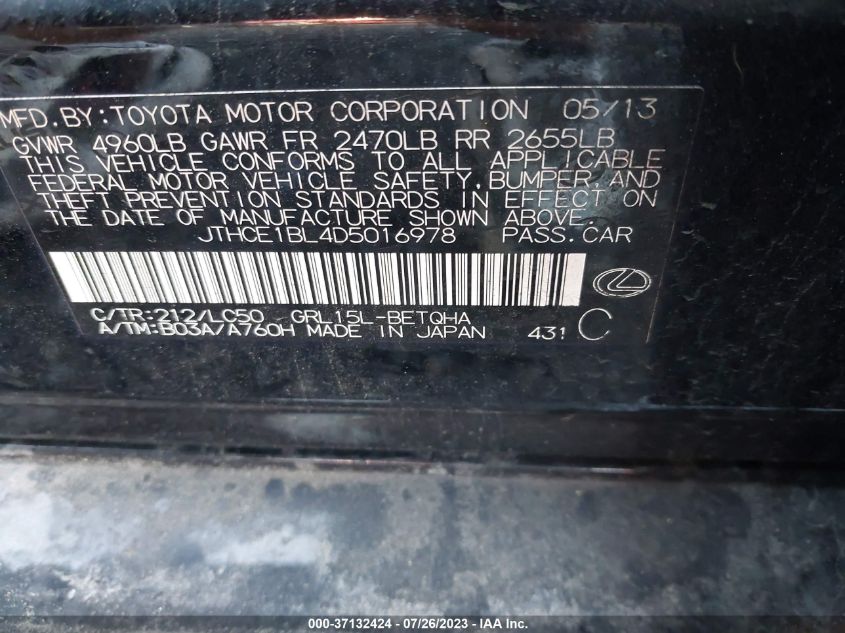 MFD.BY:TOYOTA MOTOR CORPORATION 05/13
GVWR 4960LB GAWR FR 2470LB RR 2655LB
THIS VEHICLE CONFORMS TO ALL APPLICABLE
FEDERAL MOTOR VEHICLE SAFETY,BUMPER,AND
THEFT PREVENTION STANDARDS IN EFFECT ON
THE DATE OF MANUFACTURE SHOWN ABOVE.
JTHCE1BL4D5016978 PASS.CAR
C/TR:212/LC50 GRL15L-BETQHA
A/TM:B03A/A760H MADE IN JAPAN 431 C
000-37132424 - 07/26/2023 - IAA Inc.